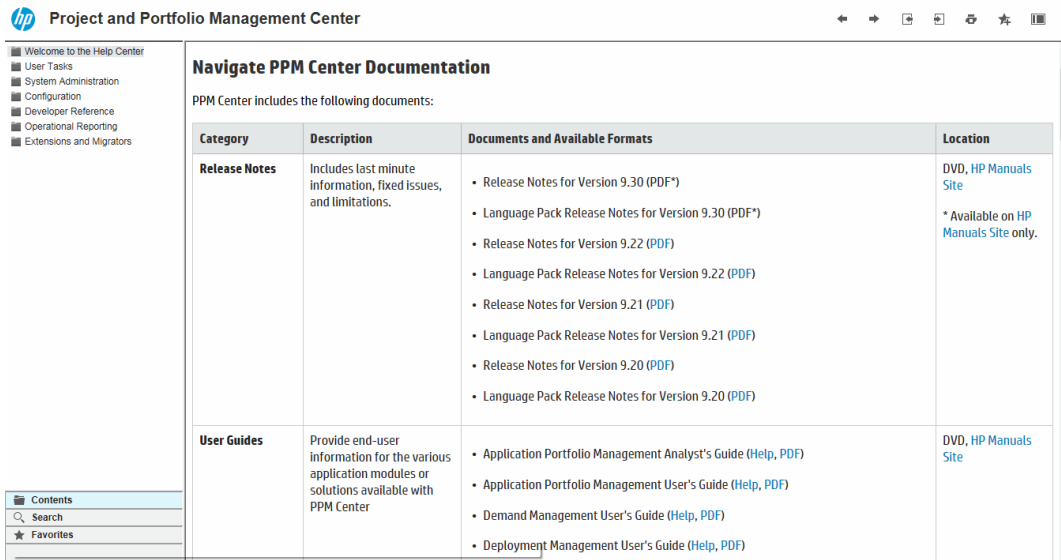 hp Project and Portfolio Management Center
Welcome to the Help Center
User Tasks
System Administration
Configuration
Developer Reference
Operational Reporting
Extensions and Migrators
Contents
Search
Favorites
Navigate PPM Center Documentation
PPM Center includes the following documents:
Category Description Documents and Available Formats Location
Release Notes
Includes last minute
information, fixed issues,
and limitations.
• Release Notes for Version 9.30 (PDF*)
• Language Pack Release Notes for Version 9.30 (PDF*)
• Release Notes for Version 9.22 (PDF)
• Language Pack Release Notes for Version 9.22 (PDF)
• Release Notes for Version 9.21 (PDF)
• Language Pack Release Notes for Version 9.21 (PDF)
• Release Notes for Version 9.20 (PDF)
• Language Pack Release Notes for Version 9.20 (PDF)
DVD, HP Manuals
Site
* Available on HP
Manuals Site only.
User Guides
Provide end-user
information for the various
application modules or
solutions available with
PPM Center
• Application Portfolio Management Analyst's Guide (Help, PDF)
• Application Portfolio Management User's Guide (Help, PDF)
• Demand Management User's Guide (Help, PDF)
• Deployment Management User's Guide (Help, PDF)
DVD, HP Manuals
Site